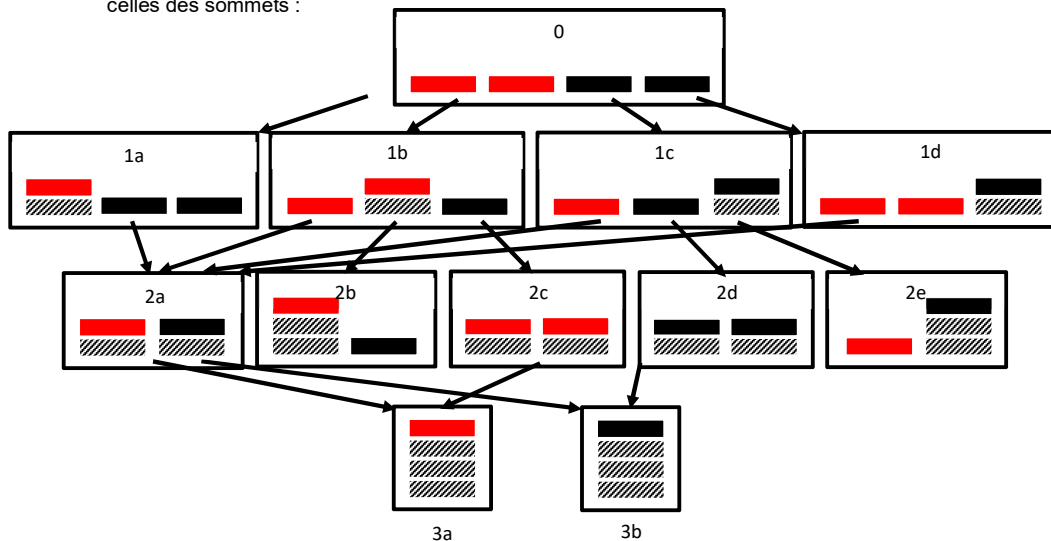 celles des sommets :
0
1a
1b
1c
1d
2a
2b
2c
2d
2e
3a
3b